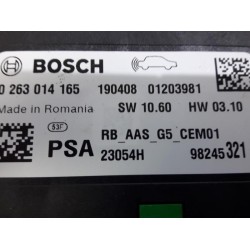 BOSCH
0 263 014 165 190408 01203981
Made in Romania SW 10.60 HW 03.10
53F RB_AAS_G5_CEM01
PSA 23054H 98245321